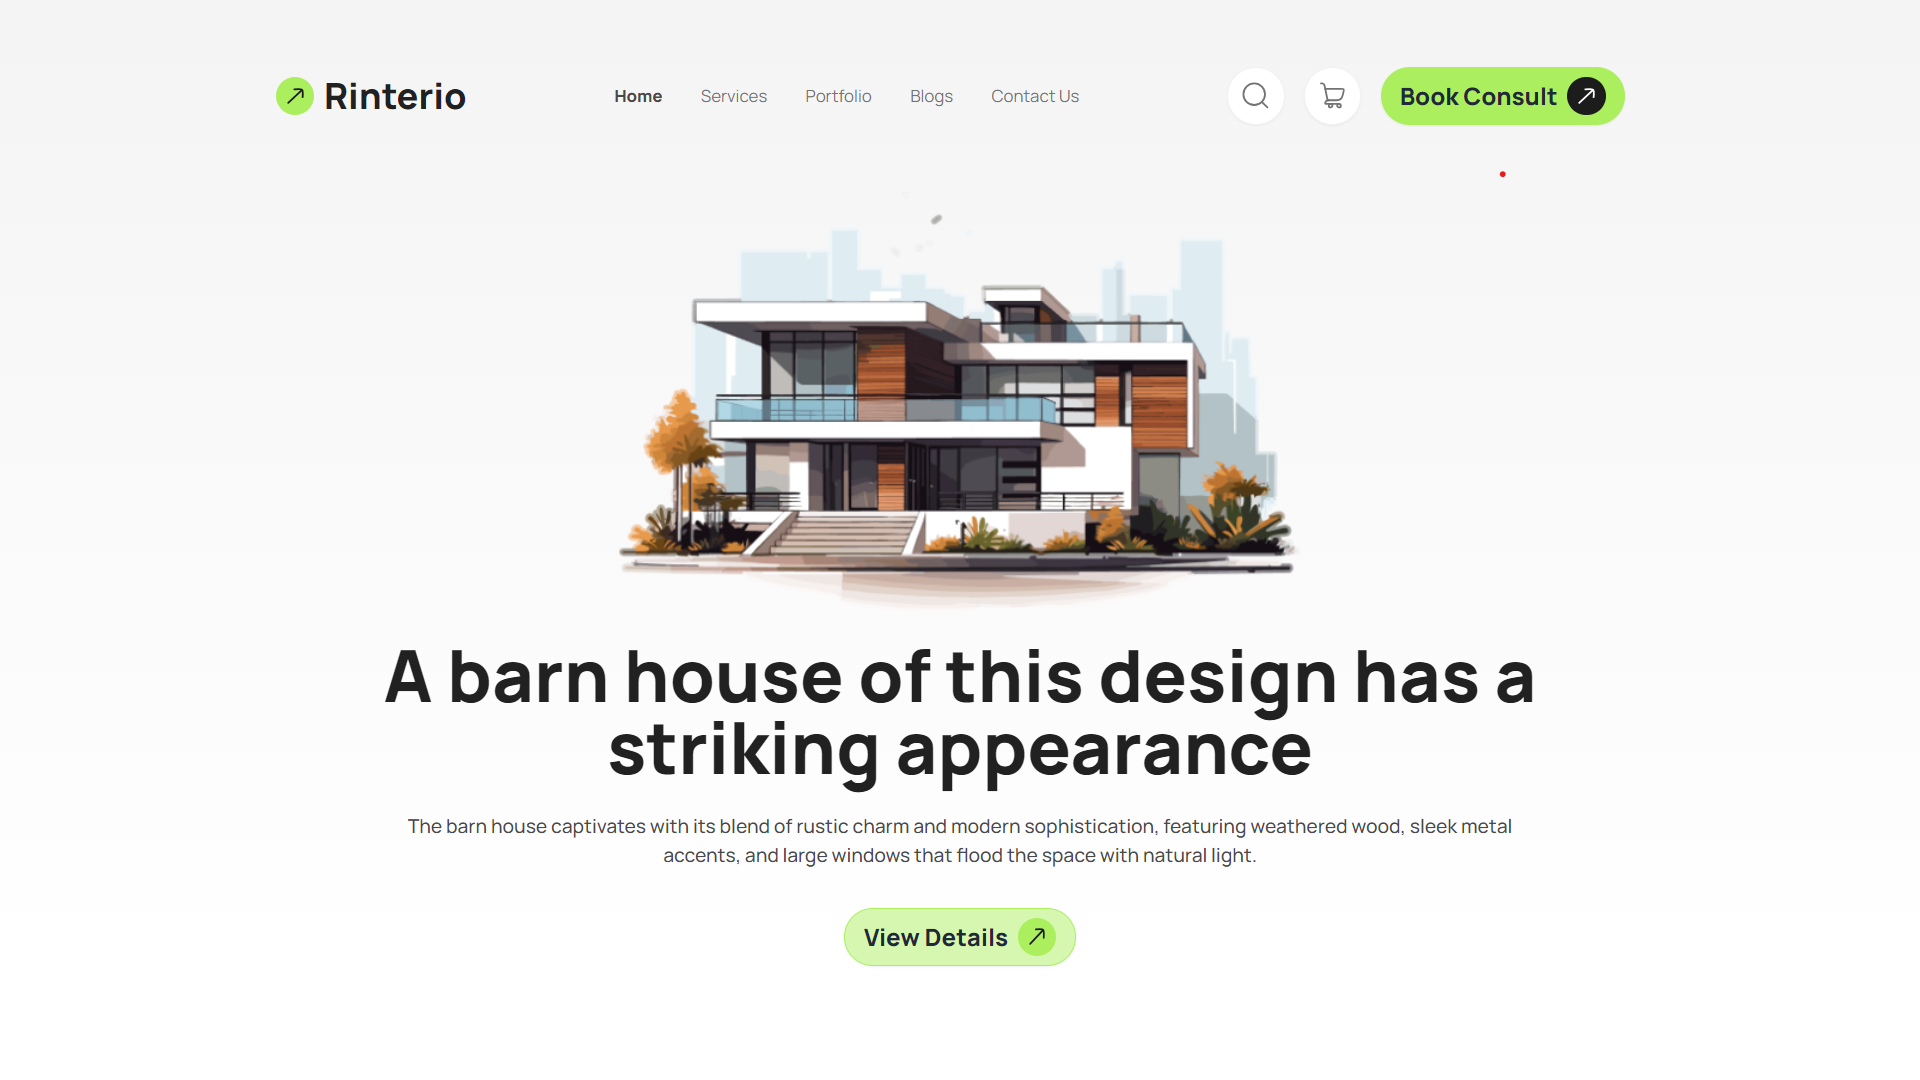 Rinterio
Home
Services
Portfolio
Blogs
Contact Us
Book Consult
A barn house of this design has a
striking appearance
The barn house captivates with its blend of rustic charm and modern sophistication, featuring weathered wood, sleek metal
accents, and large windows that flood the space with natural light.
View Details